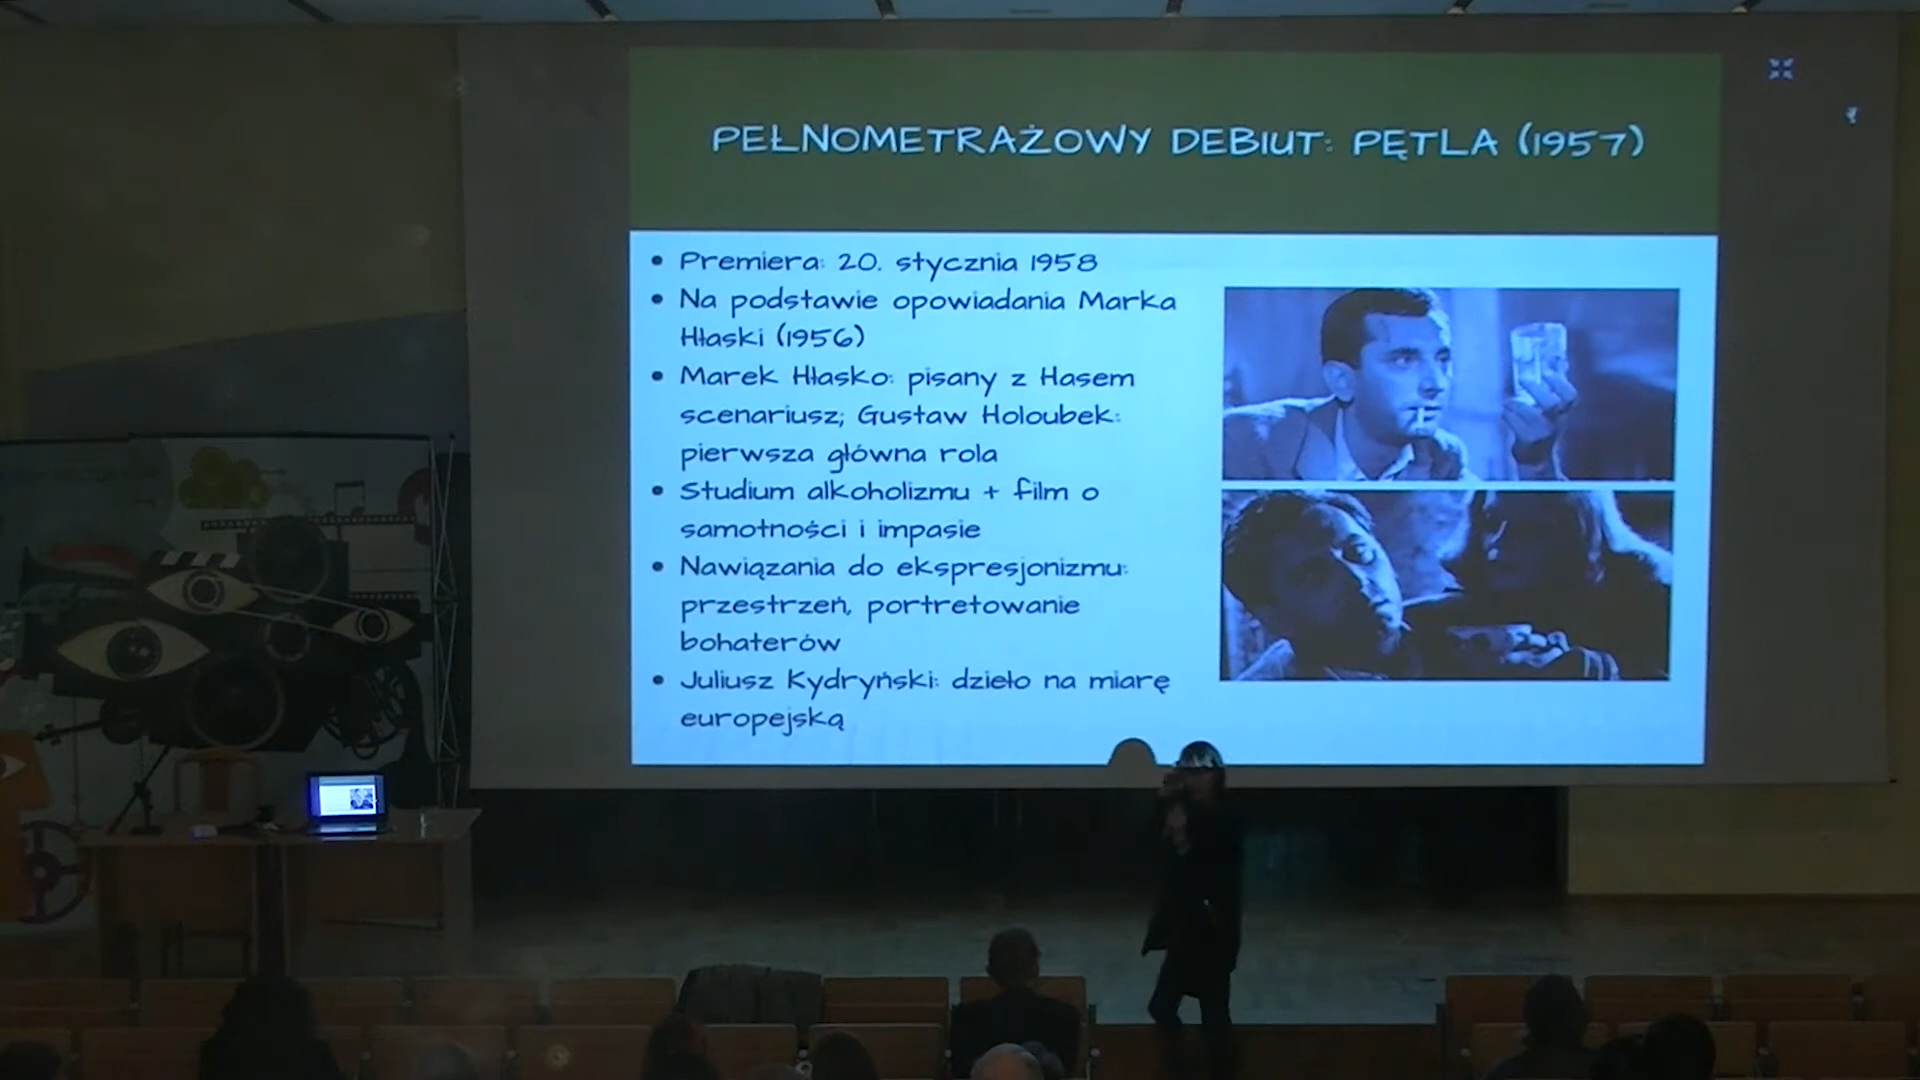 PEŁNOMETRAŻOWY DEBIUT: PĘTLA (1957)
• Premiera: 20. stycznia 1958
• Na podstawie opowiadania Marka
Hłaski (1956)
• Marek Hłasko: pisany z Hasem
scenariusz; Gustaw Holoubek:
pierwsza główna rola
• Studium alkoholizmu + film o
samotności i impasie
• Nawiązania do ekspresjonizmu:
przestrzeń, portretowanie
bohaterów
• Juliusz Kydryński: dzieło na miarę
europejską